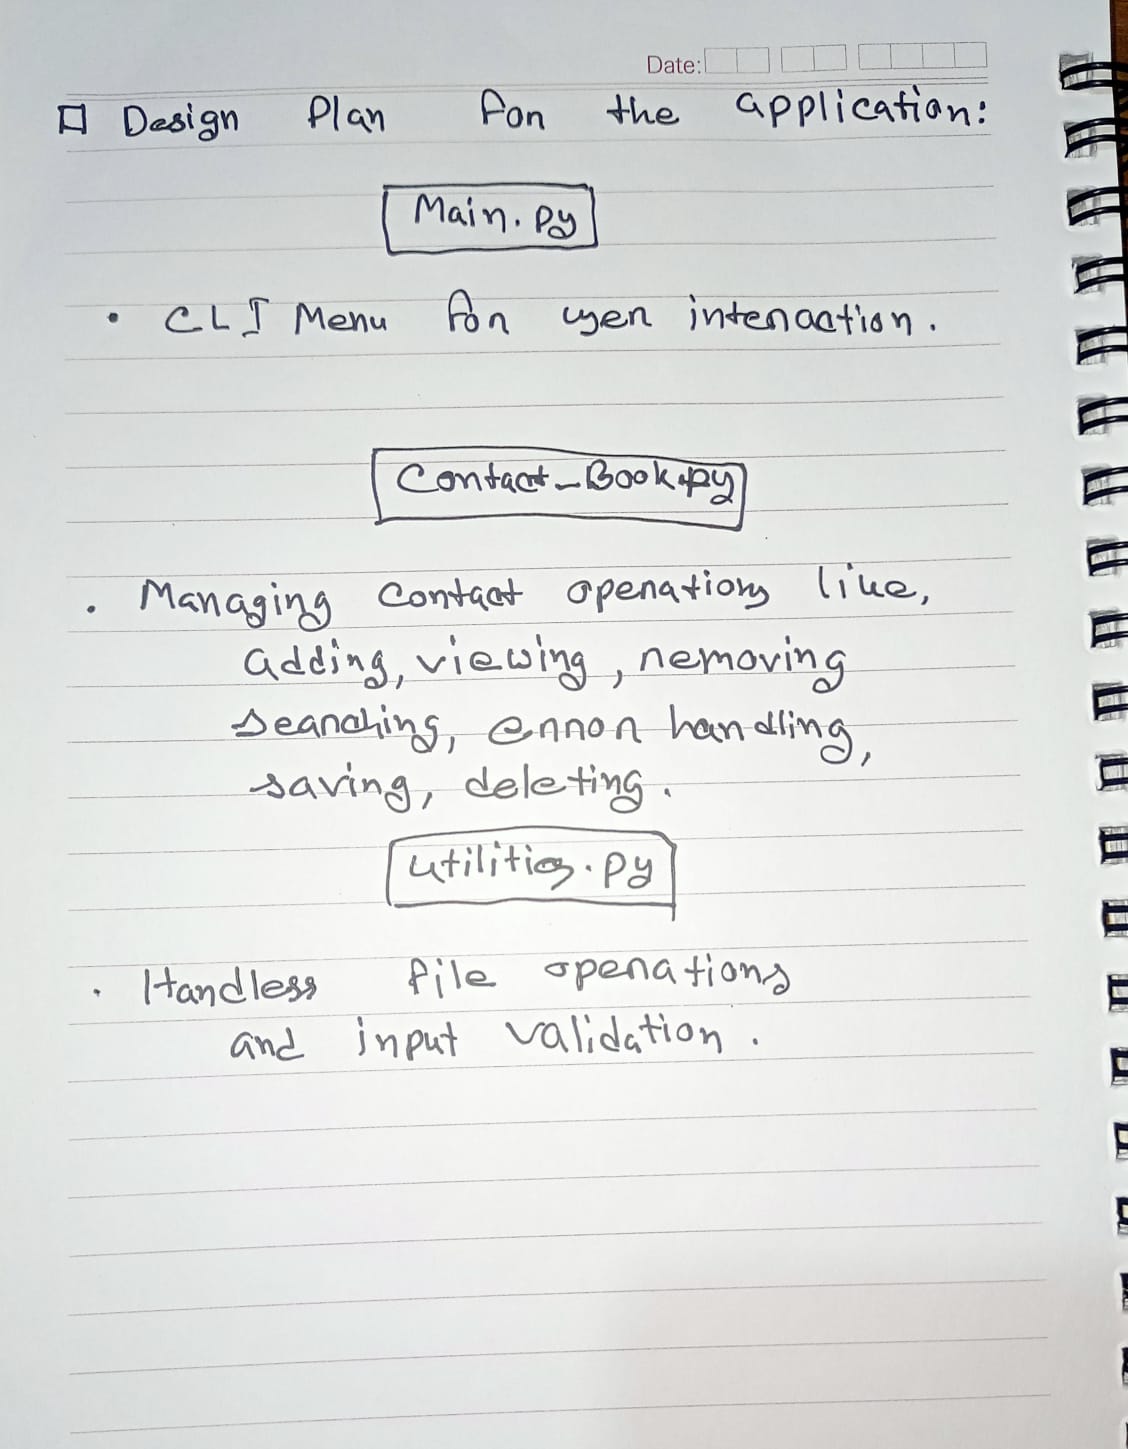 Date:
Design Plan for the application:
Main.py
• CLI Menu for user interaction.
Contact_Book.py
. Managing Contact operations like,
adding, viewing, removing
searching, error handling,
saving, deleting.
utilities.py
. Handless file operations
and input validation.